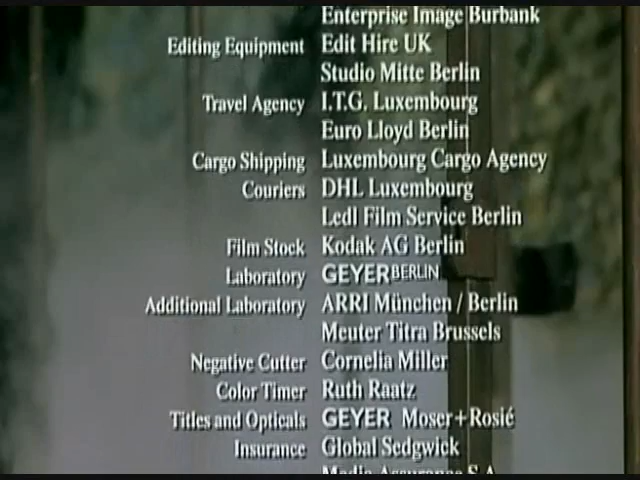 Enterprise Image Burbank
Editing Equipment Edit Hire UK
Studio Mitte Berlin
Travel Agency I.T.G. Luxembourg
Euro Lloyd Berlin
Cargo Shipping Luxembourg Cargo Agency
Couriers DHL Luxembourg
Ledl Film Service Berlin
Film Stock Kodak AG Berlin
Laboratory GEYER BERLIN
Additional Laboratory ARRI München / Berlin
Meuter Titra Brussels
Negative Cutter Cornelia Miller
Color Timer Ruth Raatz
Titles and Opticals GEYER Moser+Rosié
Insurance Global Sedgwick
Media Assurance S.A.